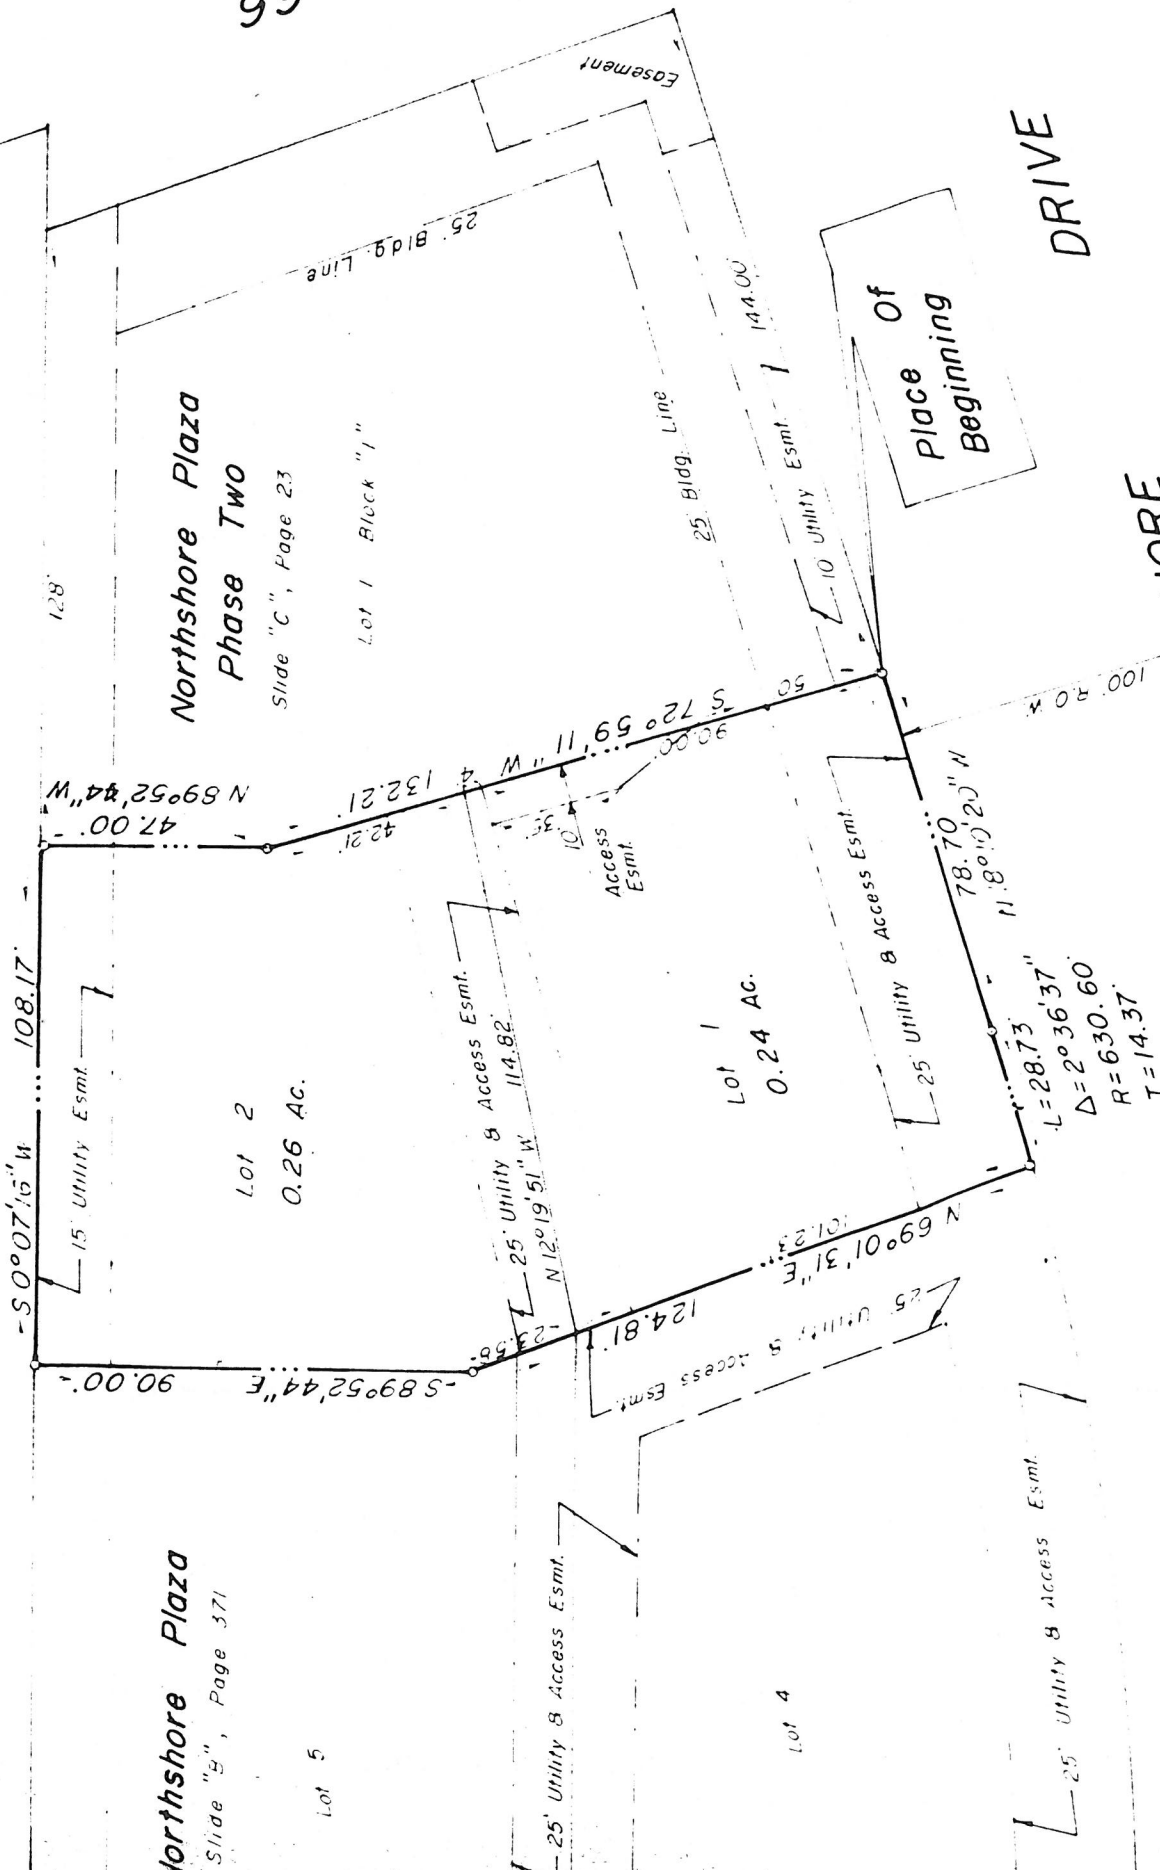 66
Easement
DRIVE
25' Bldg. Line
Northshore Plaza
Phase Two
Slide "C", Page 23
Lot 1 Block "1"
128'
25' Bldg. Line
144.00'
10' Utility Esmt.
Place Of
Beginning
100' R.O.W.
N 89°52'44"W
47.00'
S 72°59'11"W
132.21'
42.21'
90.00'
50
4
35'
10'
Access
Esmt.
S 0°07'16"W 108.17'
15' Utility Esmt.
Lot 2
0.26 Ac.
25' Utility & Access Esmt.
N 12°19'51"W 114.82'
Lot 1
0.24 Ac.
25' Utility & Access Esmt.
78.70'
L=28.73'
Δ=2°36'37"
R=630.60'
T=14.37'
90.00'
S 89°52'44"E
23.58'
124.81'
101.23'
N 69°01'31"E
25' Utility & Access Esmt.
Northshore Plaza
Slide "B", Page 371
Lot 5
25' Utility & Access Esmt.
Lot 4
25' Utility & Access Esmt.